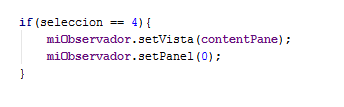 if(seleccion == 4){
    miObservador.setVista(contentPane);
    miObservador.setPanel(0);
}